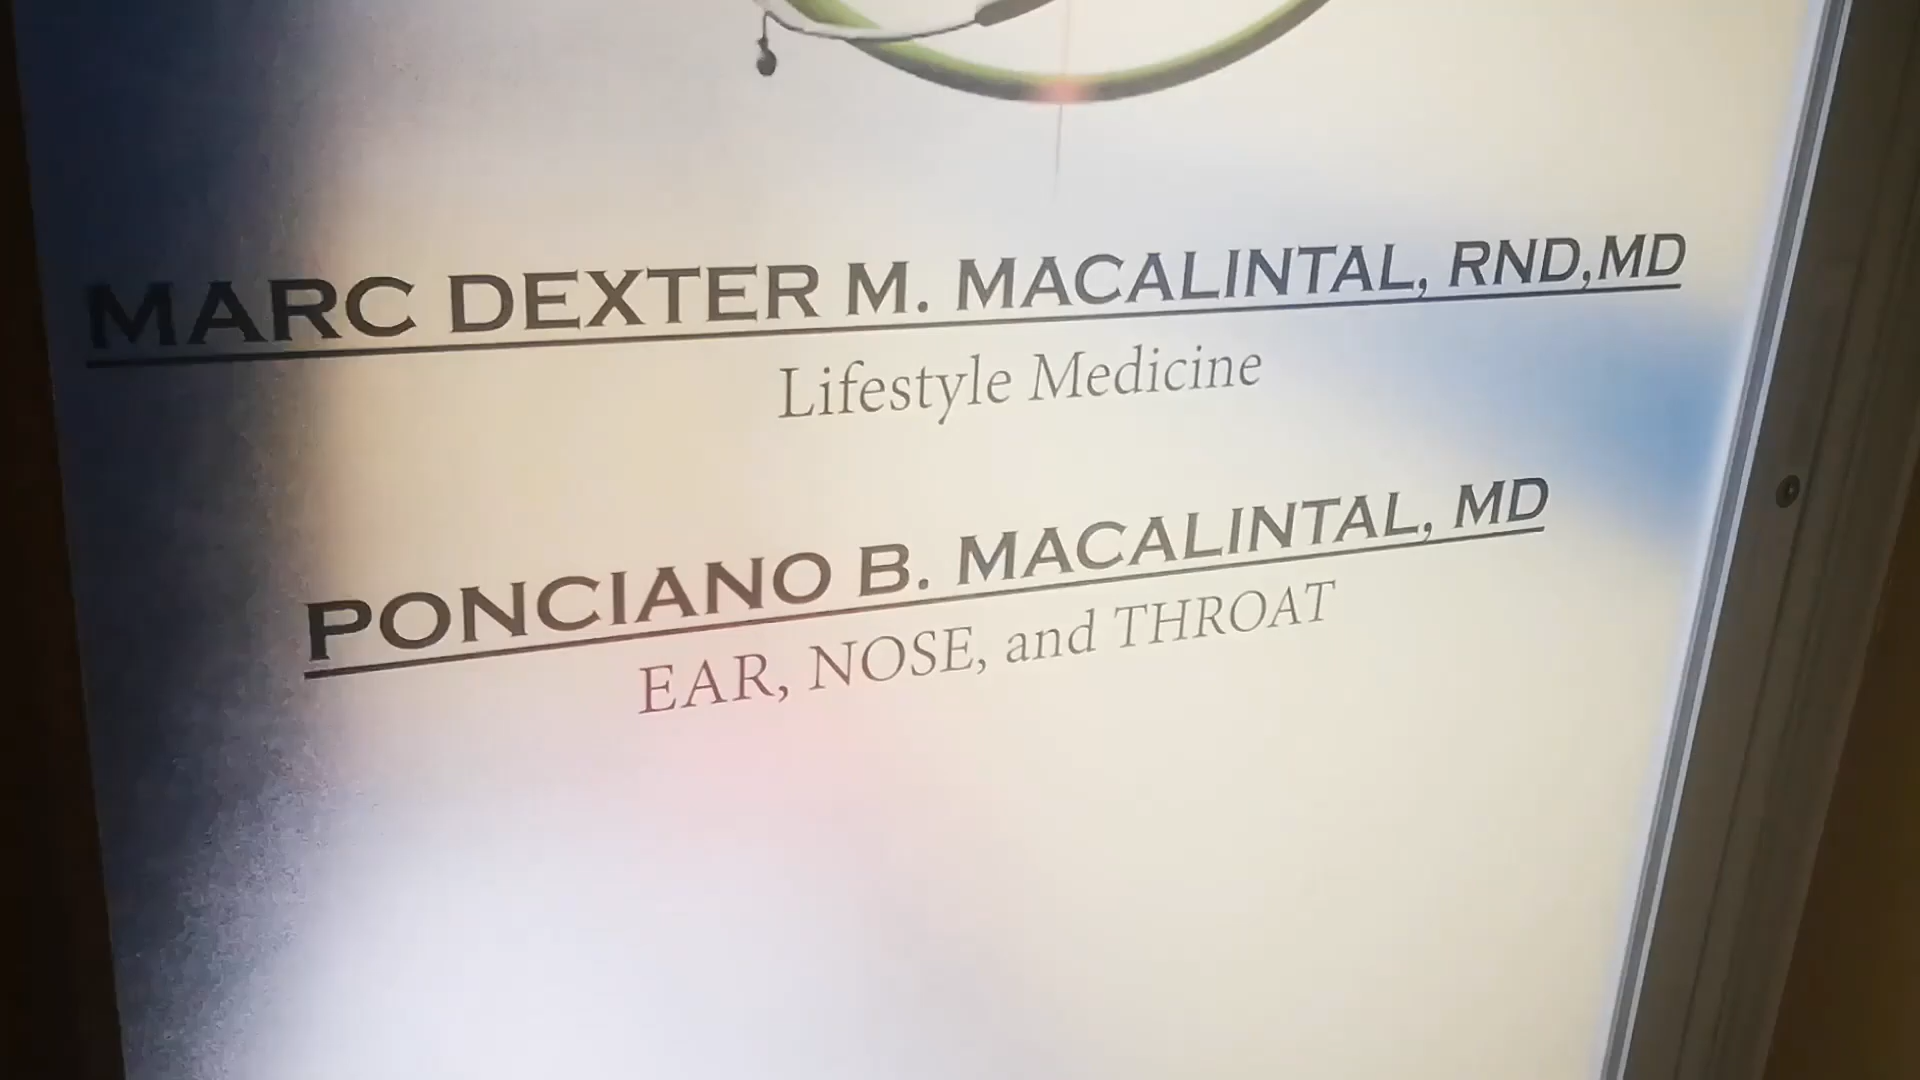 MARC DEXTER M. MACALINTAL, RND,MD
Lifestyle Medicine
PONCIANO B. MACALINTAL, MD
EAR, NOSE, and THROAT